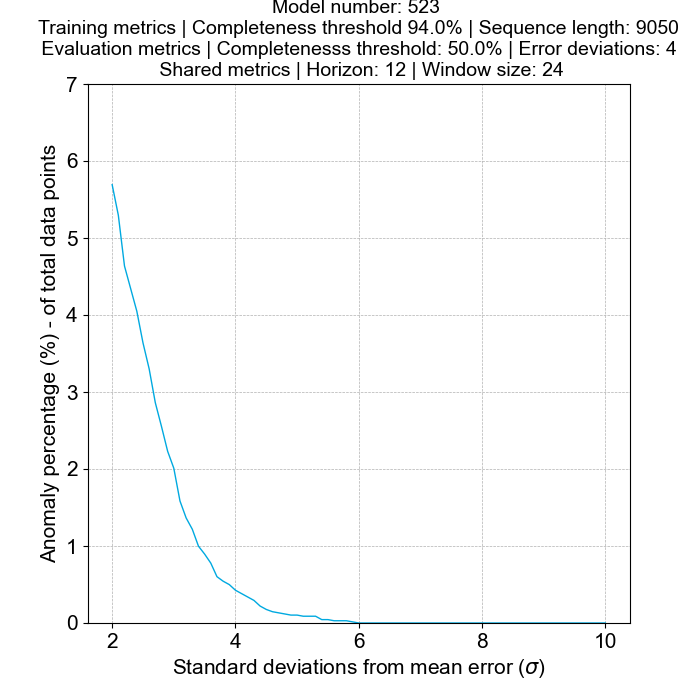 Model number: 523
Training metrics | Completeness threshold 94.0% | Sequence length: 9050
Evaluation metrics | Completenesss threshold: 50.0% | Error deviations: 4
Shared metrics | Horizon: 12 | Window size: 24
7
6
5
4
3
2
1
0
Anomaly percentage (%) - of total data points
2 4 6 8 10
Standard deviations from mean error (σ)